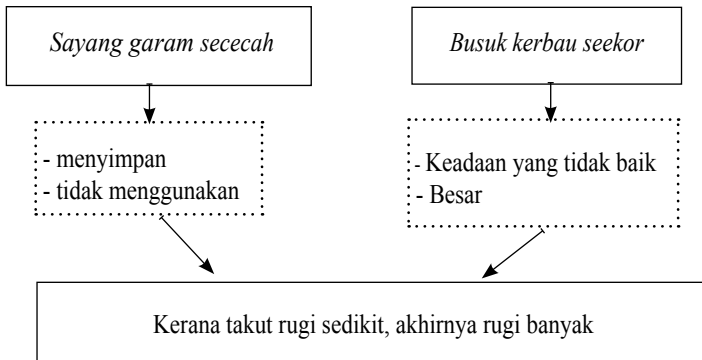 Sayang garam sececah
Busuk kerbau seekor
- menyimpan
- tidak menggunakan
- Keadaan yang tidak baik
- Besar
Kerana takut rugi sedikit, akhirnya rugi banyak